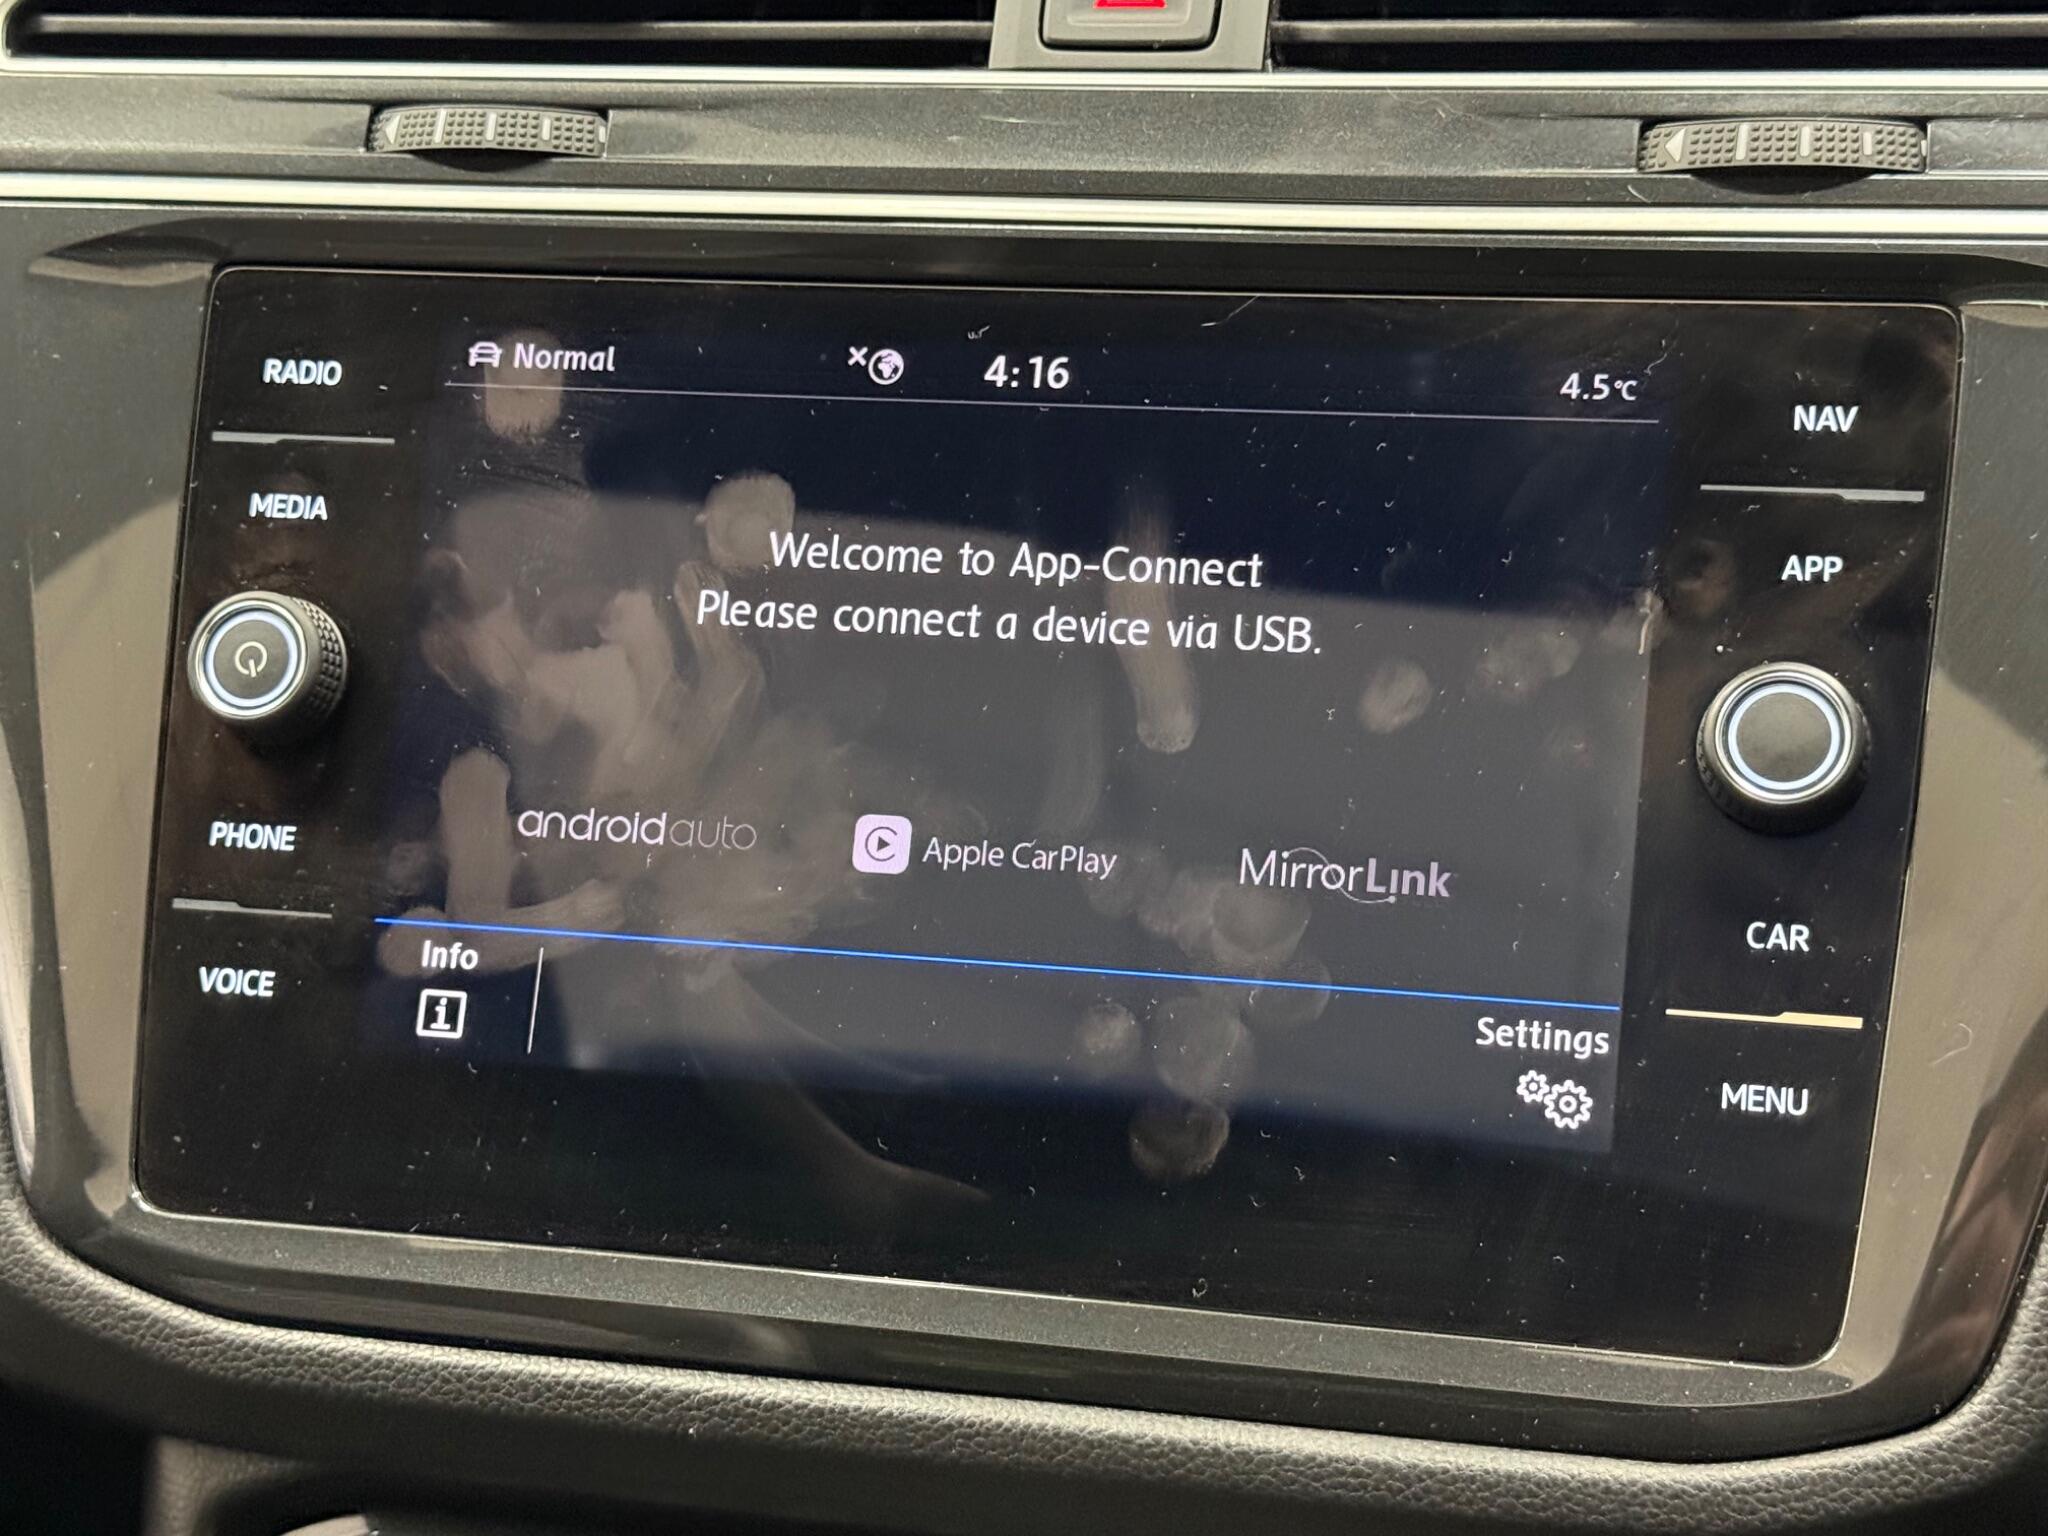 RADIO
MEDIA
PHONE
VOICE
Normal
4:16
4.5°C
Welcome to App-Connect
Please connect a device via USB.
androidauto
Apple CarPlay
MirrorLink
Info
Settings
NAV
APP
CAR
MENU